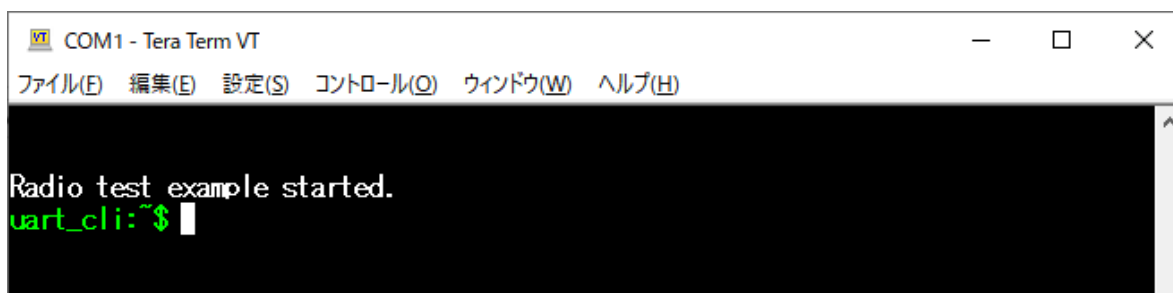 COM1 - Tera Term VT
ファイル(F) 編集(E) 設定(S) コントロール(O) ウィンドウ(W) ヘルプ(H)
Radio test example started.
uart_cli:~$